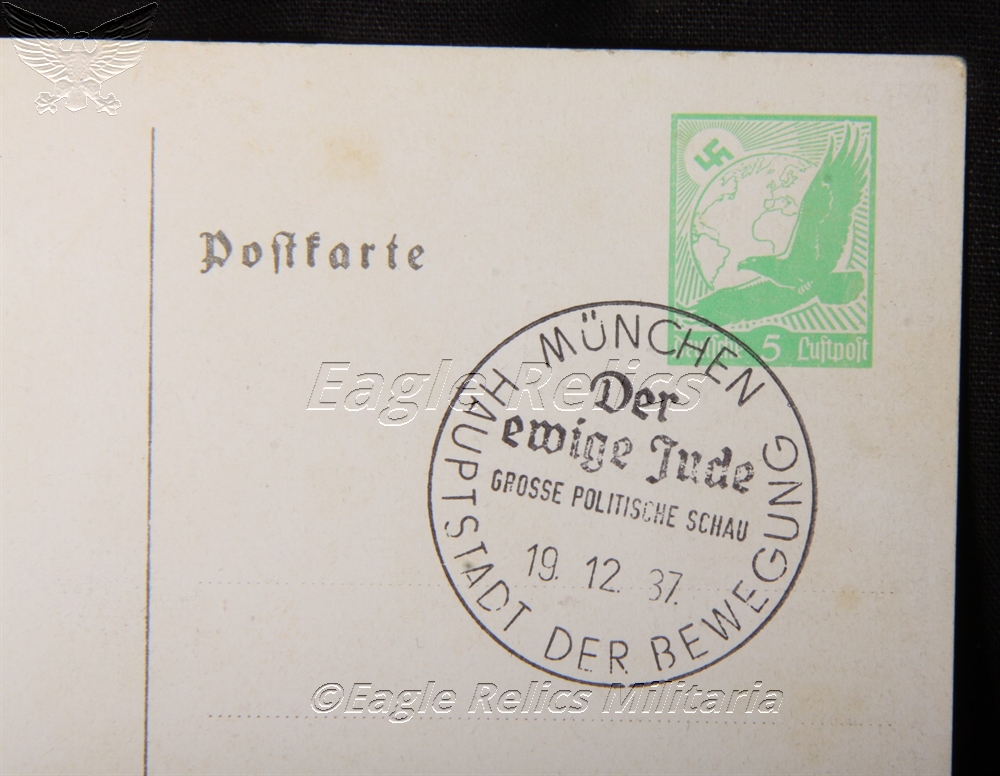 Postkarte
Deutsche 5 Luftpost
MÜNCHEN
Der
ewige Jude
GROSSE POLITISCHE SCHAU
19. 12. 37.
HAUPTSTADT DER BEWEGUNG
Eagle Relics
©Eagle Relics Militaria